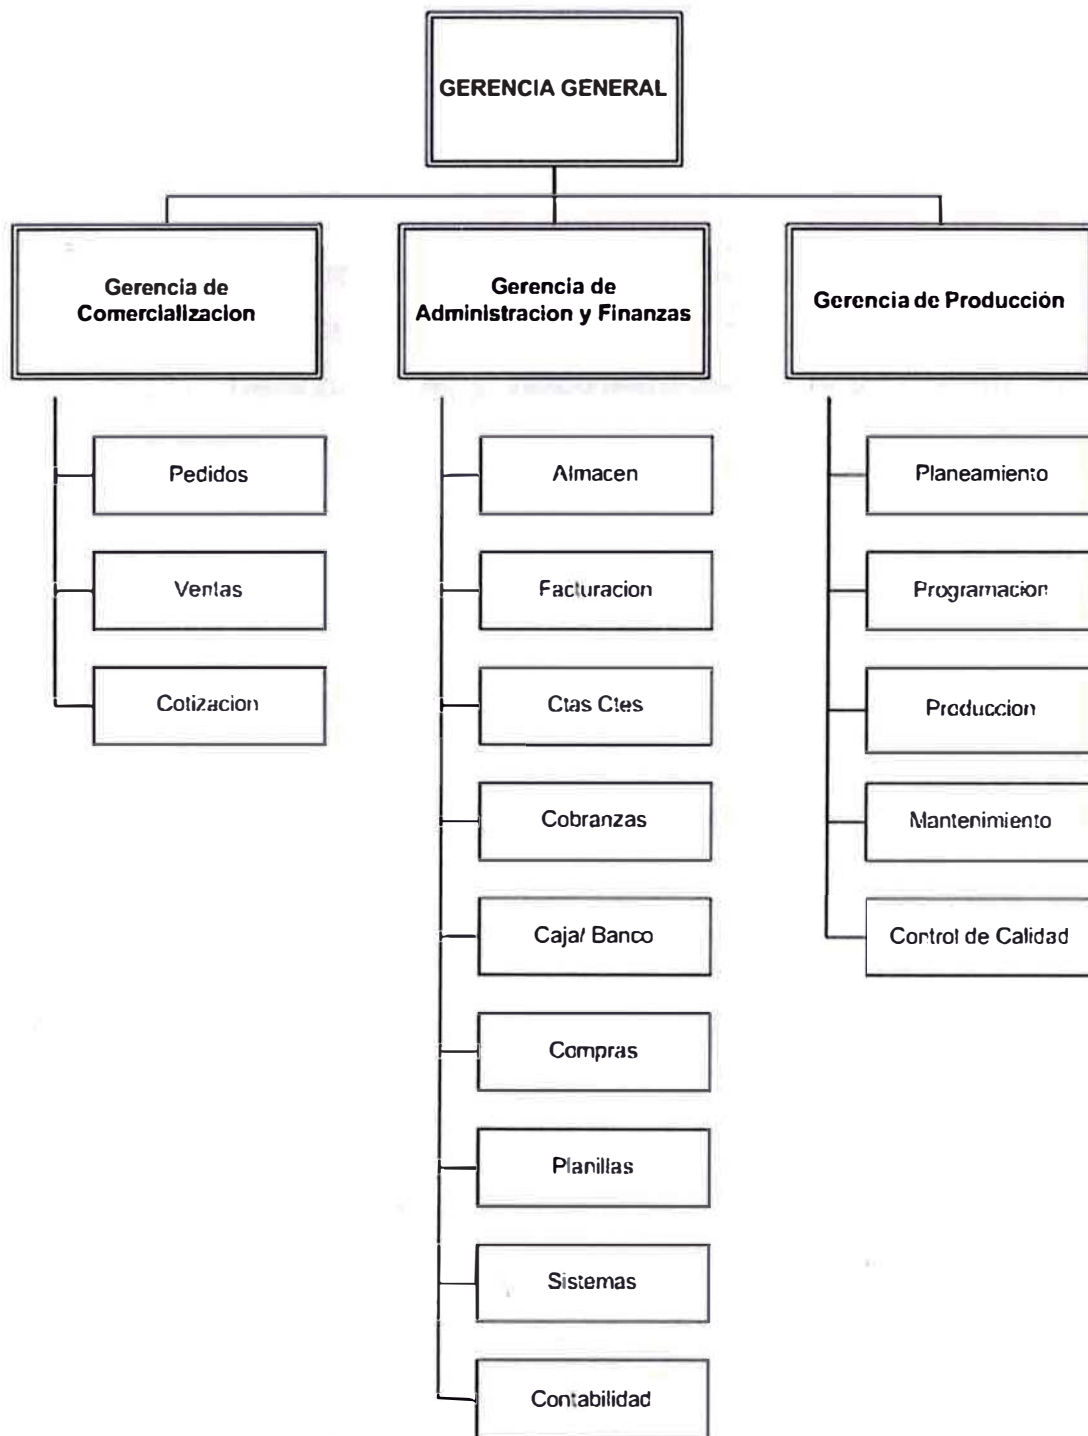 GERENCIA GENERAL
Gerencia de
Comercializacion
Gerencia de
Administracion y Finanzas
Gerencia de Producción
Pedidos
Ventas
Cotizacion
Almacen
Facturacion
Ctas Ctes
Cobranzas
Caja/ Banco
Compras
Planillas
Sistemas
Contabilidad
Planeamiento
Programacion
Produccion
Mantenimiento
Control de Calidad